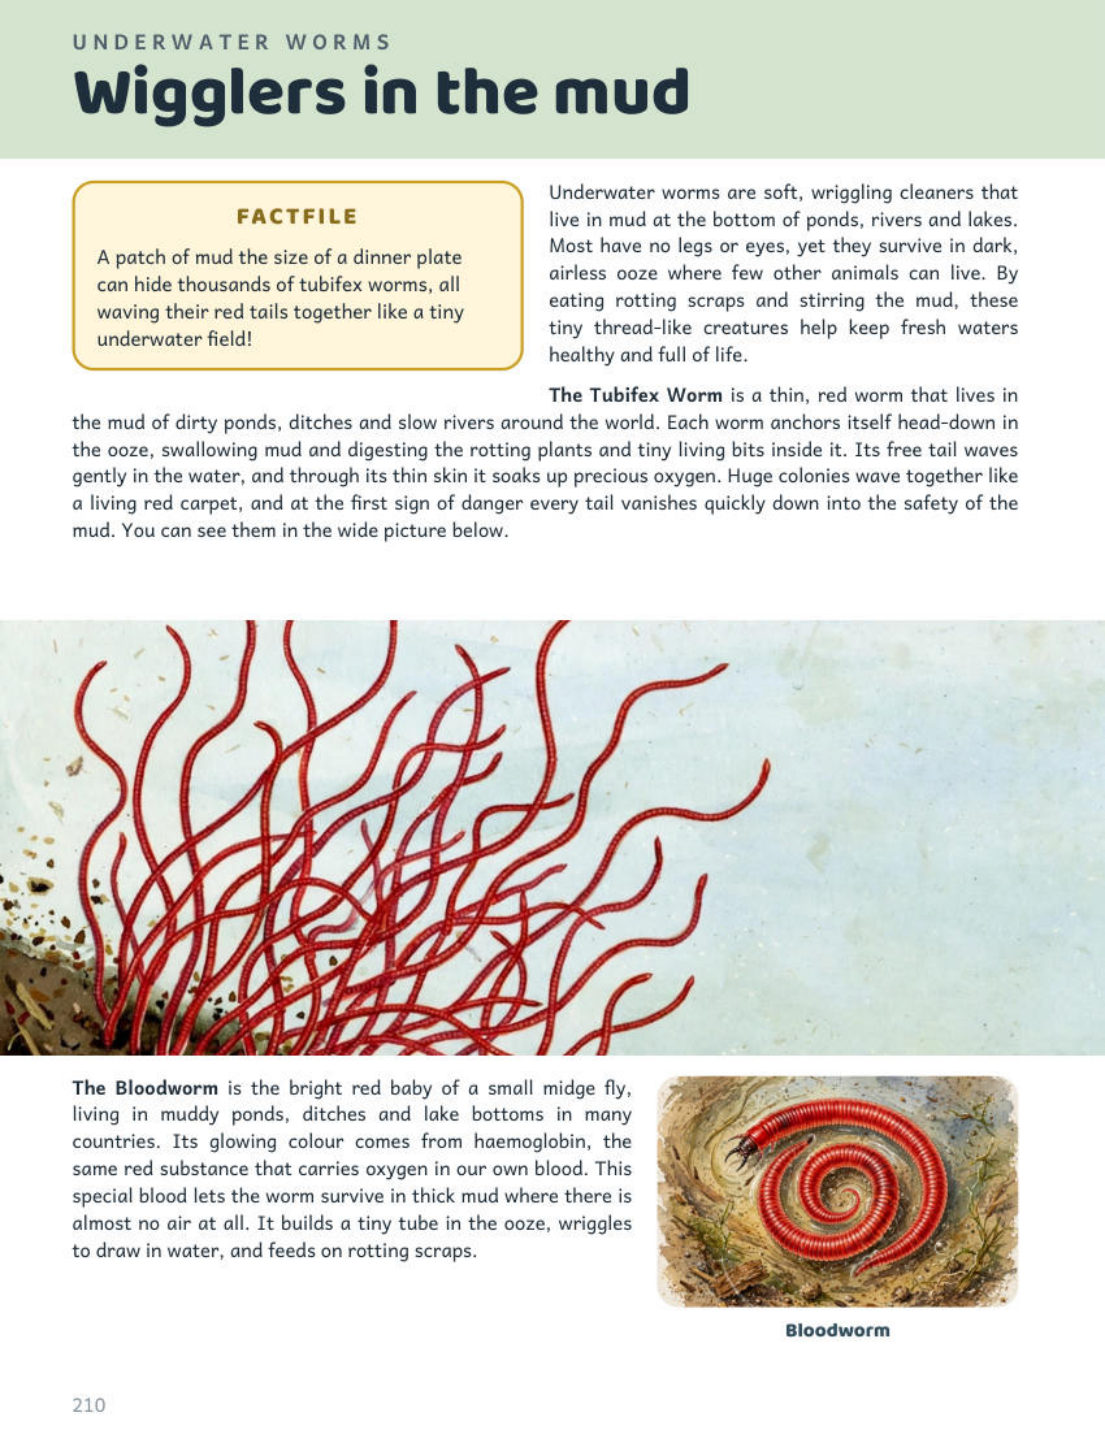 UNDERWATER WORMS
Wigglers in the mud
FACTFILE
A patch of mud the size of a dinner plate
can hide thousands of tubifex worms, all
waving their red tails together like a tiny
underwater field!
Underwater worms are soft, wriggling cleaners that
live in mud at the bottom of ponds, rivers and lakes.
Most have no legs or eyes, yet they survive in dark,
airless ooze where few other animals can live. By
eating rotting scraps and stirring the mud, these
tiny thread-like creatures help keep fresh waters
healthy and full of life.
The Tubifex Worm is a thin, red worm that lives in
the mud of dirty ponds, ditches and slow rivers around the world. Each worm anchors itself head-down in
the ooze, swallowing mud and digesting the rotting plants and tiny living bits inside it. Its free tail waves
gently in the water, and through its thin skin it soaks up precious oxygen. Huge colonies wave together like
a living red carpet, and at the first sign of danger every tail vanishes quickly down into the safety of the
mud. You can see them in the wide picture below.
The Bloodworm is the bright red baby of a small midge fly,
living in muddy ponds, ditches and lake bottoms in many
countries. Its glowing colour comes from haemoglobin, the
same red substance that carries oxygen in our own blood. This
special blood lets the worm survive in thick mud where there is
almost no air at all. It builds a tiny tube in the ooze, wriggles
to draw in water, and feeds on rotting scraps.
Bloodworm
210